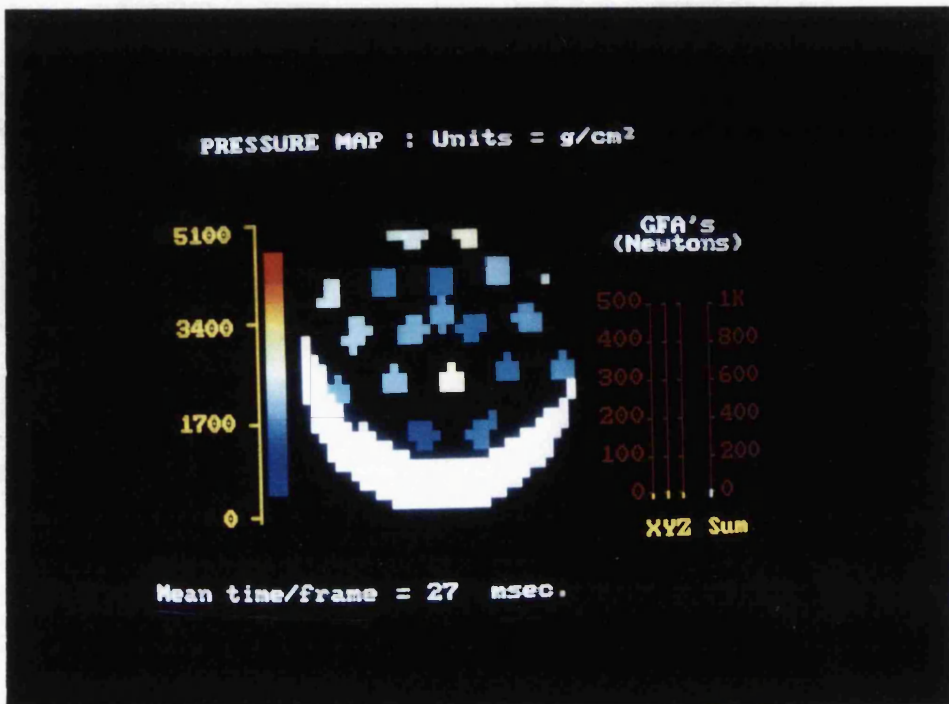 PRESSURE MAP : Units = g/cm²
5100
3400
1700
0
GFA's
(Newtons)
500
400
300
200
100
0
1K
800
600
400
200
0
XYZ Sum
Mean time/frame = 27 msec.